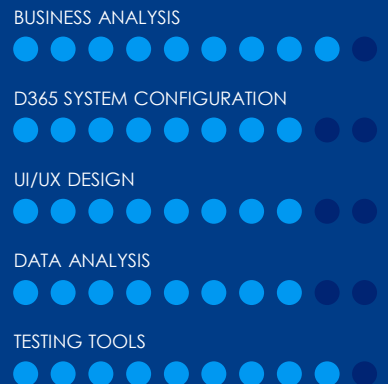 BUSINESS ANALYSIS
D365 SYSTEM CONFIGURATION
UI/UX DESIGN
DATA ANALYSIS
TESTING TOOLS